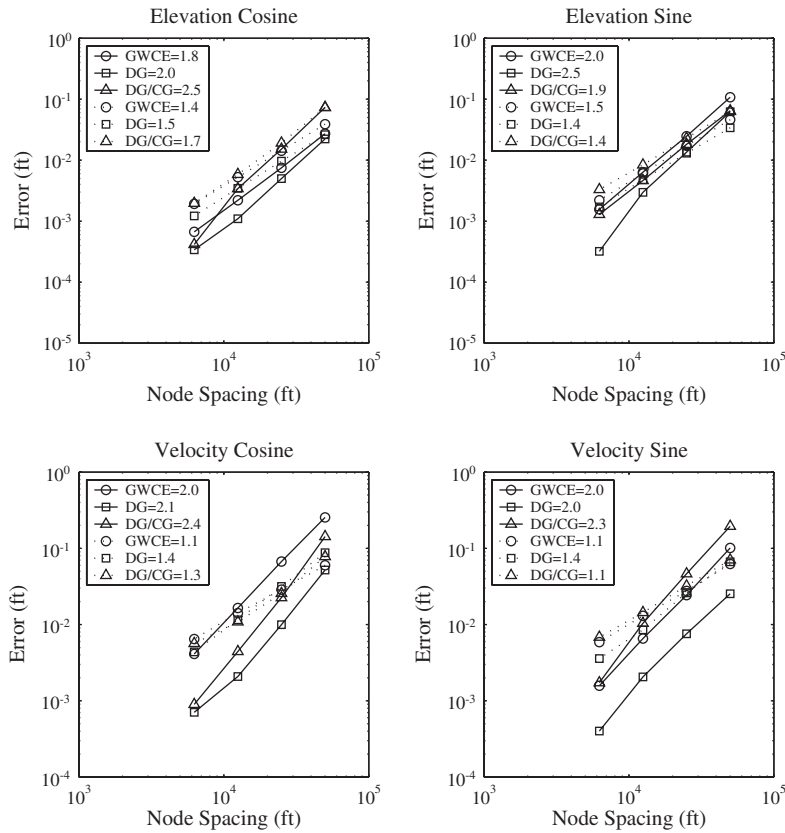 Elevation Cosine
Error (ft)
10^0
10^-1
10^-2
10^-3
10^-4
10^-5
GWCE=1.8
DG=2.0
DG/CG=2.5
GWCE=1.4
DG=1.5
DG/CG=1.7
10^3
10^4
10^5
Node Spacing (ft)
Elevation Sine
Error (ft)
10^0
10^-1
10^-2
10^-3
10^-4
10^-5
GWCE=2.0
DG=2.5
DG/CG=1.9
GWCE=1.5
DG=1.4
DG/CG=1.4
10^3
10^4
10^5
Node Spacing (ft)
Velocity Cosine
Error (ft)
10^0
10^-1
10^-2
10^-3
10^-4
GWCE=2.0
DG=2.1
DG/CG=2.4
GWCE=1.1
DG=1.4
DG/CG=1.3
10^3
10^4
10^5
Node Spacing (ft)
Velocity Sine
Error (ft)
10^0
10^-1
10^-2
10^-3
10^-4
GWCE=2.0
DG=2.0
DG/CG=2.3
GWCE=1.1
DG=1.4
DG/CG=1.1
10^3
10^4
10^5
Node Spacing (ft)